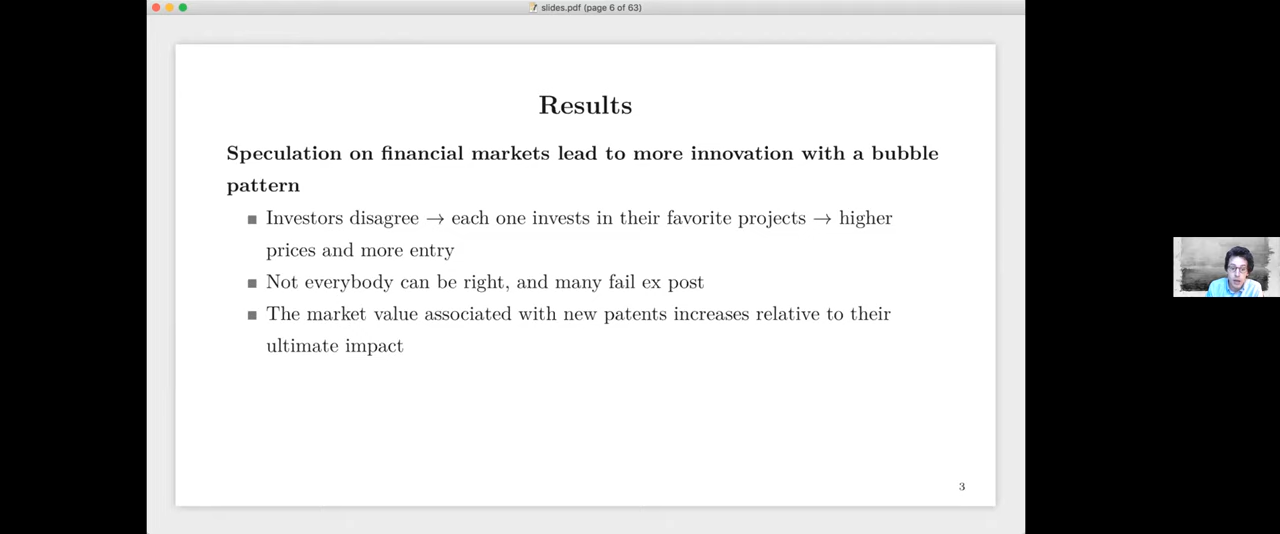 slides.pdf (page 6 of 63)
Results
Speculation on financial markets lead to more innovation with a bubble
pattern
■ Investors disagree → each one invests in their favorite projects → higher
prices and more entry
■ Not everybody can be right, and many fail ex post
■ The market value associated with new patents increases relative to their
ultimate impact
3